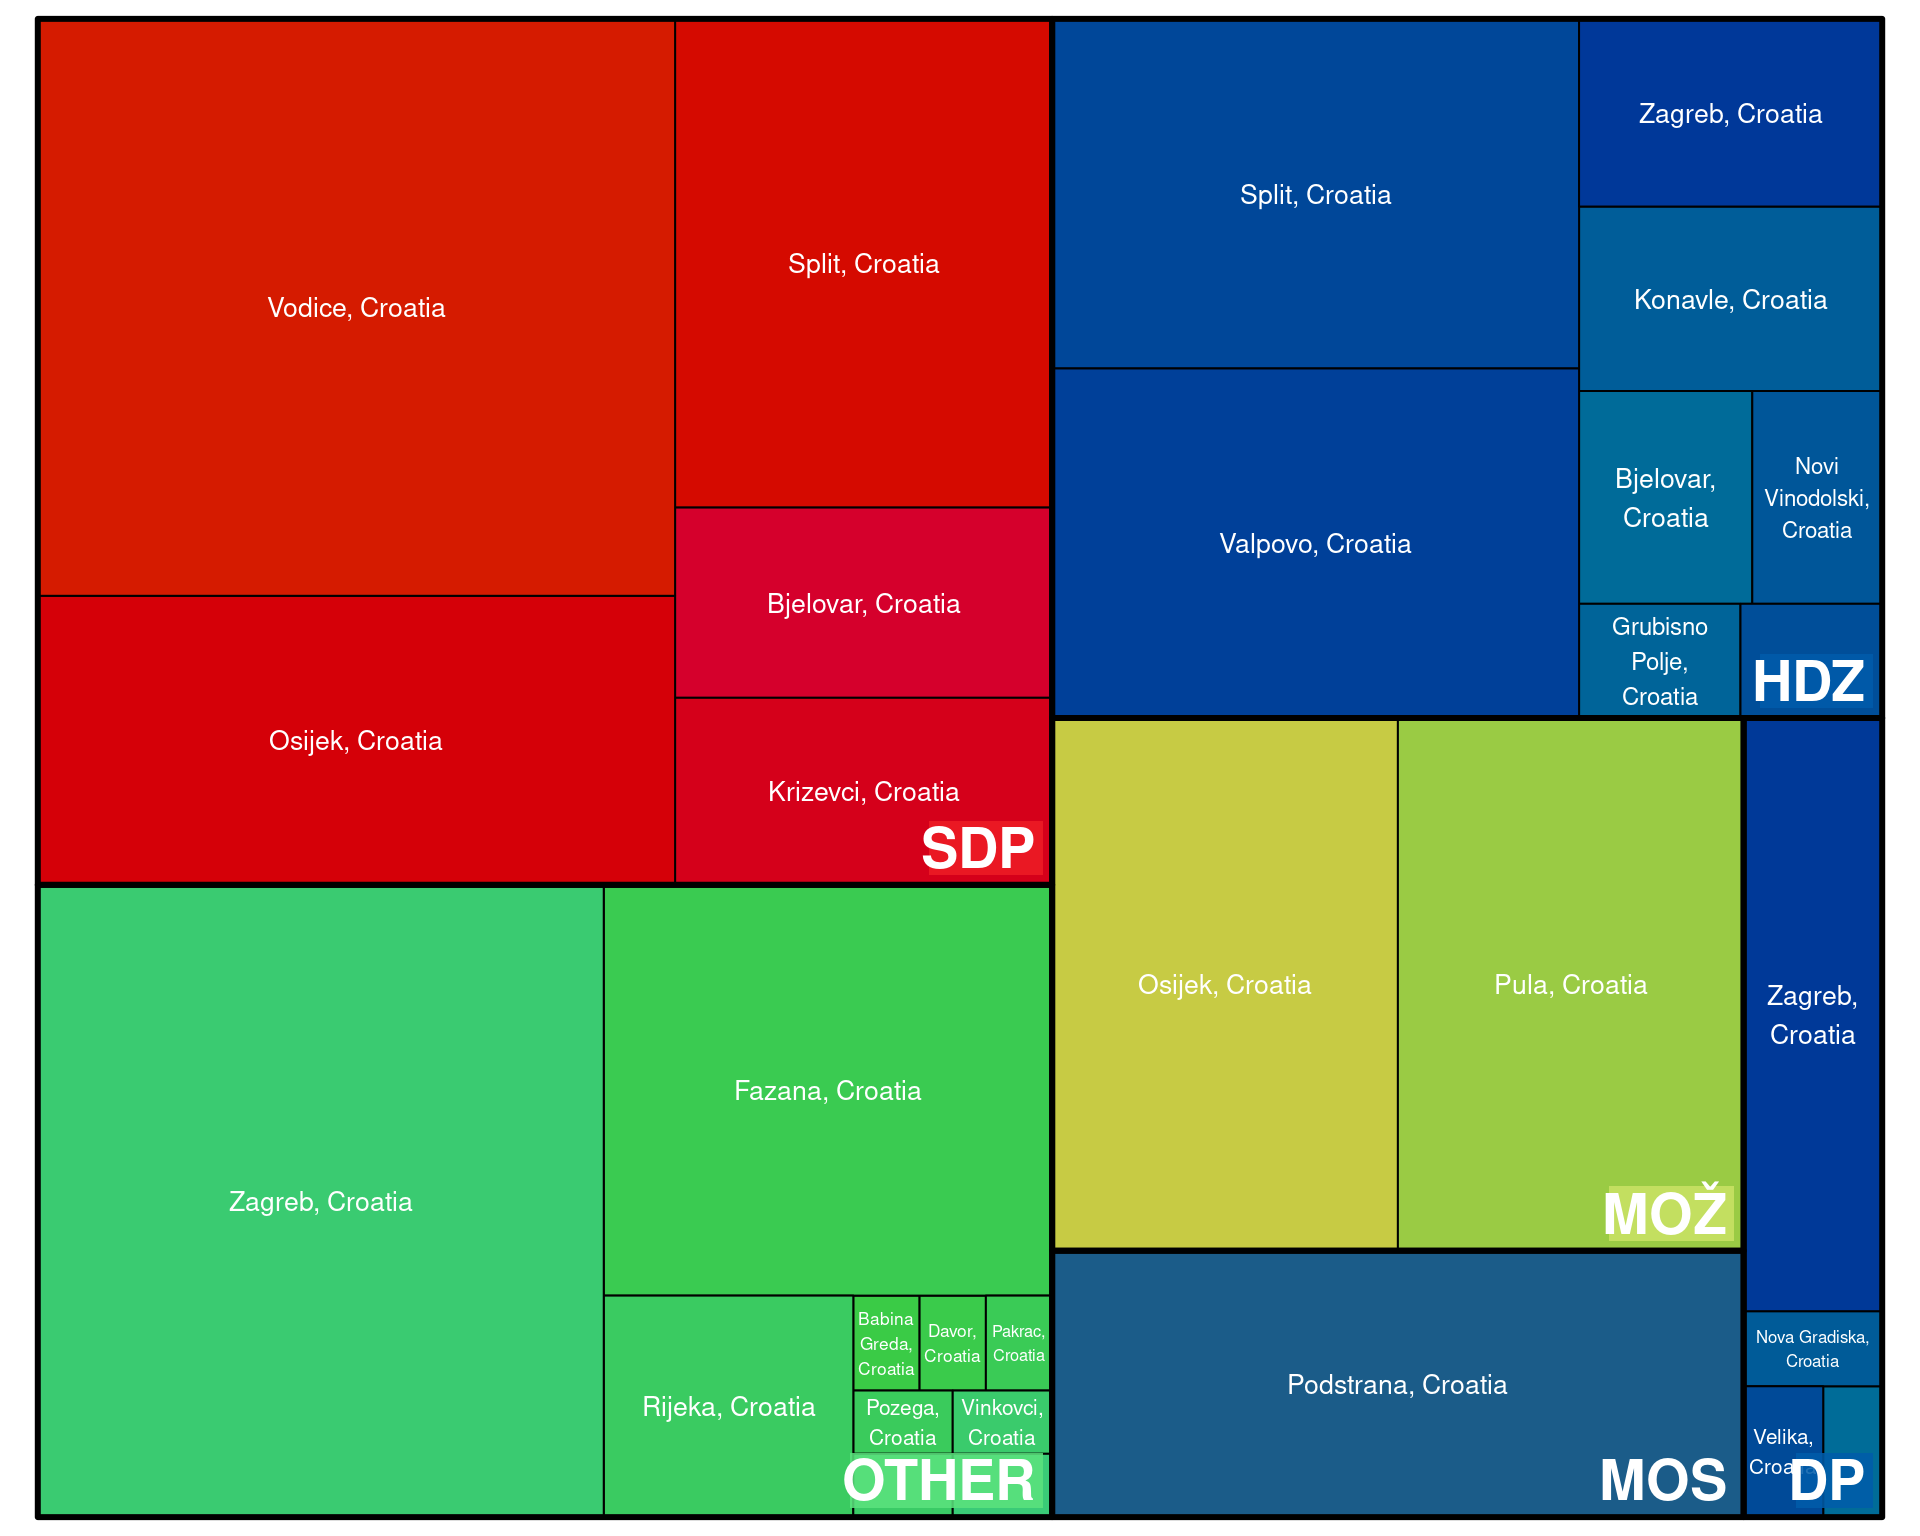 Vodice, Croatia
Split, Croatia
Bjelovar, Croatia
Osijek, Croatia
Krizevci, Croatia
SDP
Split, Croatia
Zagreb, Croatia
Konavle, Croatia
Valpovo, Croatia
Bjelovar,
Croatia
Novi
Vinodolski,
Croatia
Grubisno
Polje,
Croatia
HDZ
Zagreb, Croatia
Fazana, Croatia
Rijeka, Croatia
Babina
Greda,
Croatia
Davor,
Croatia
Pakrac,
Croatia
Pozega,
Croatia
Vinkovci,
Croatia
OTHER
Osijek, Croatia
Pula, Croatia
MOŽ
Podstrana, Croatia
MOS
Zagreb,
Croatia
Nova Gradiska,
Croatia
Velika,
DP